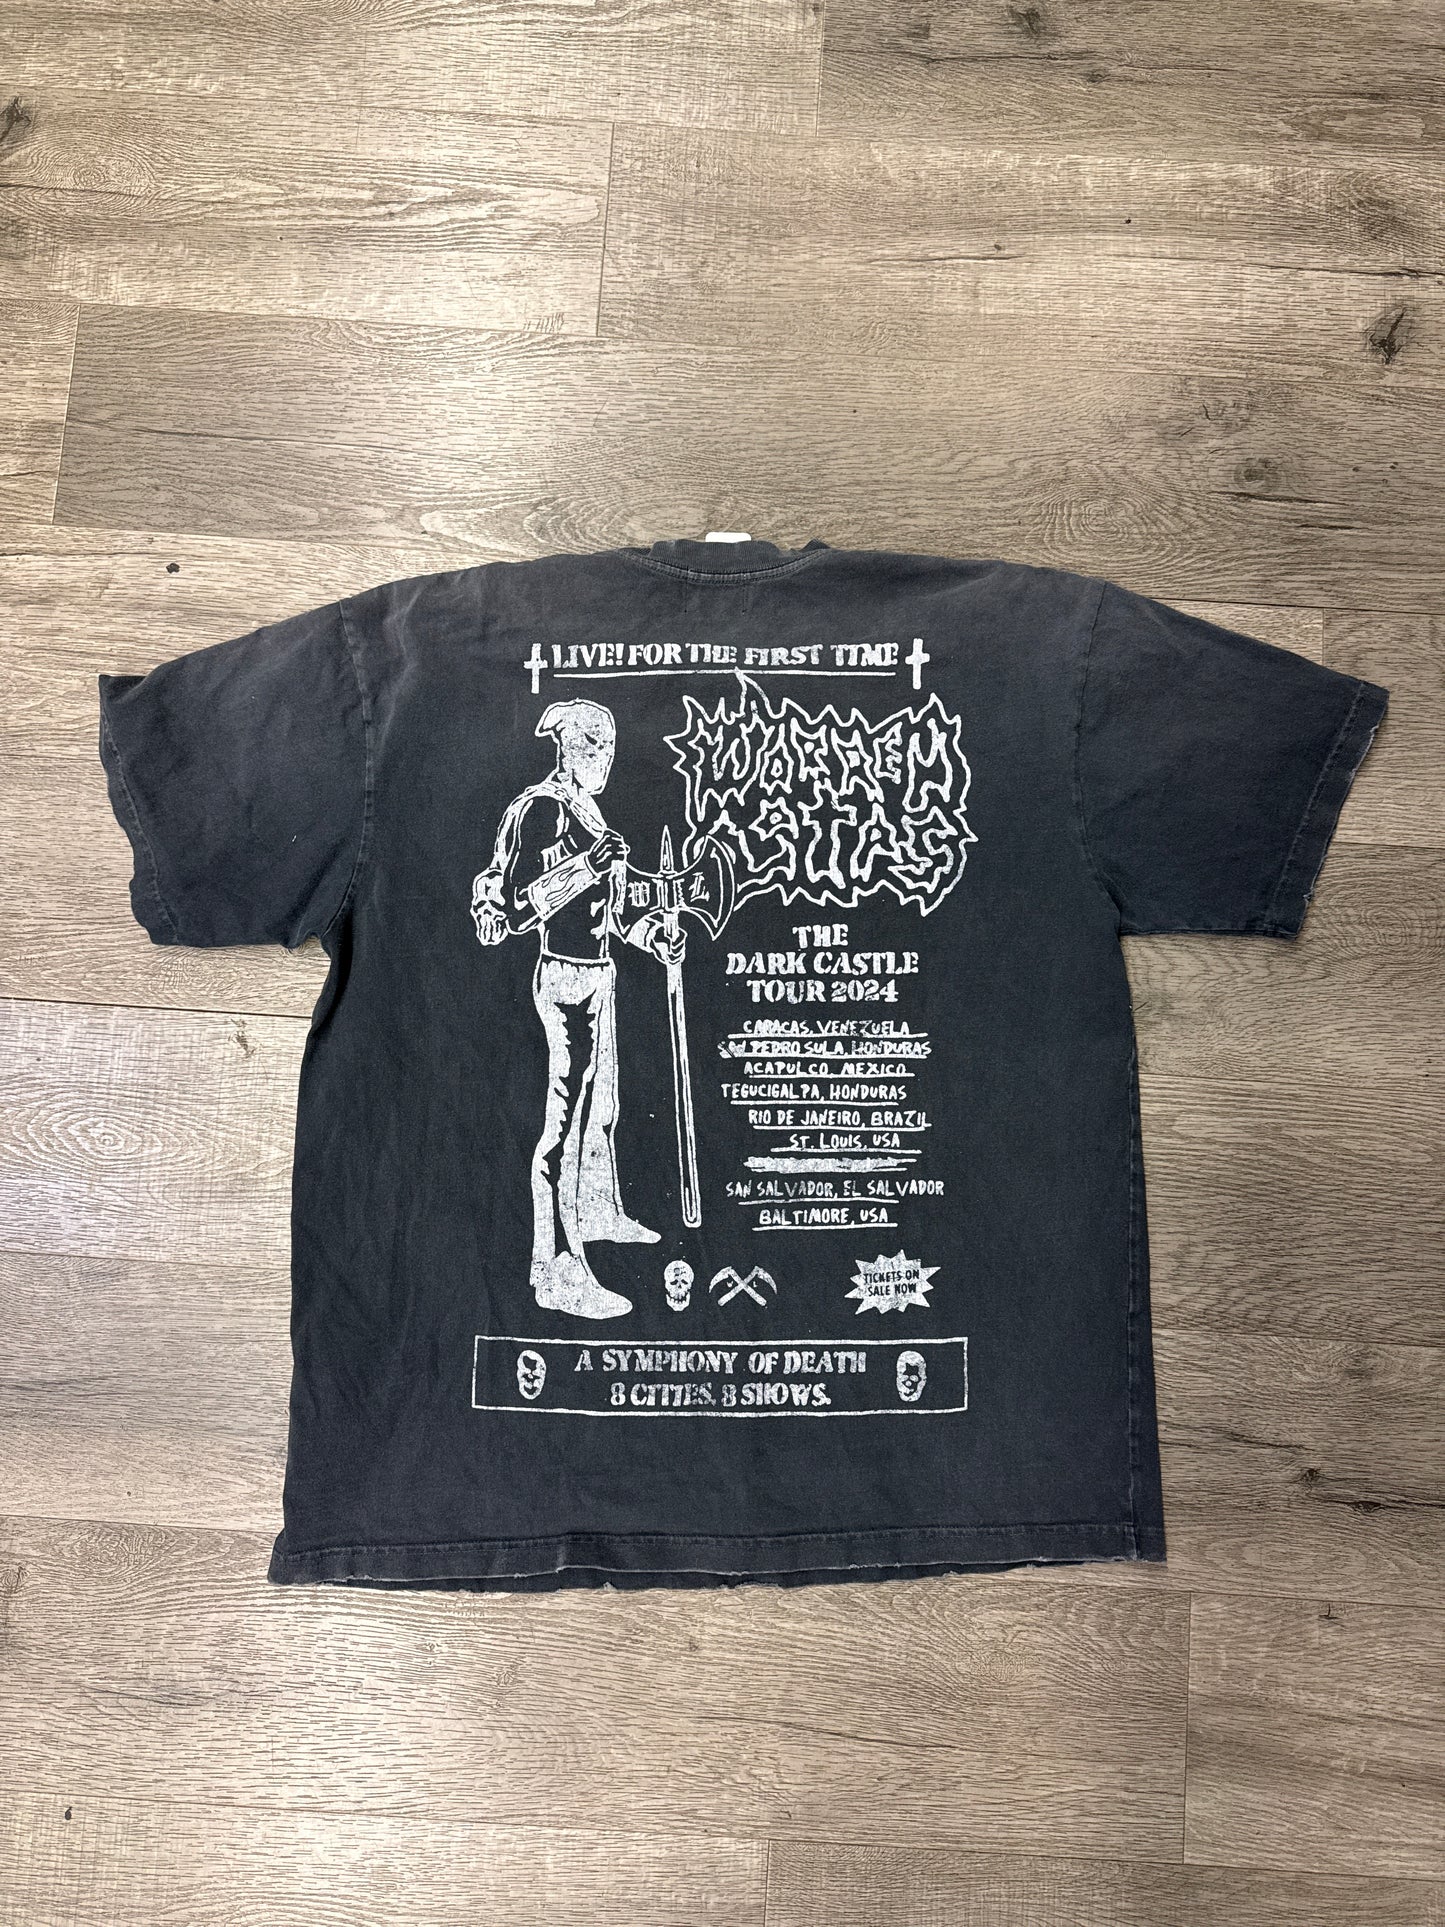 LIVE! FOR THE FIRST TIME
W L
THE
DARK CASTLE
TOUR 2024
CARACAS, VENEZUELA
SAN PEDRO SULA, HONDURAS
ACAPULCO, MEXICO
TEGUCIGALPA, HONDURAS
RIO DE JANEIRO, BRAZIL
ST. LOUIS, USA
SAN SALVADOR, EL SALVADOR
BALTIMORE, USA
TICKETS ON
SALE NOW
A SYMPHONY OF DEATH
8 CITIES. 8 SHOWS.